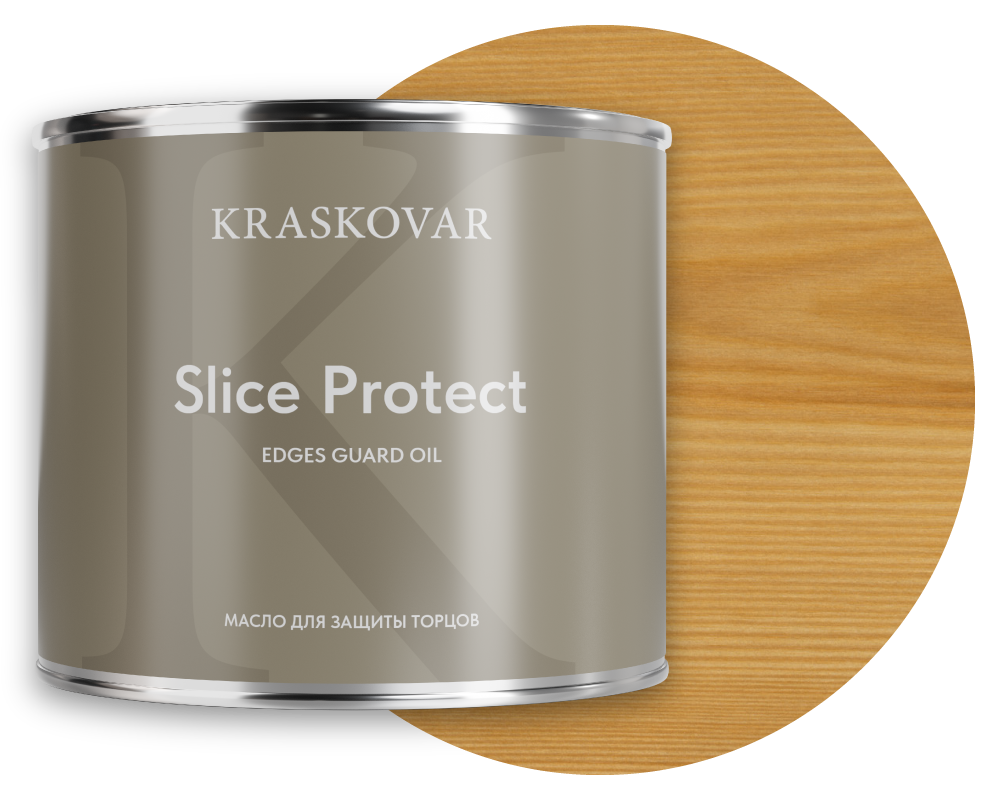 KRASKOVAR
Slice Protect
EDGES GUARD OIL
МАСЛО ДЛЯ ЗАЩИТЫ ТОРЦОВ